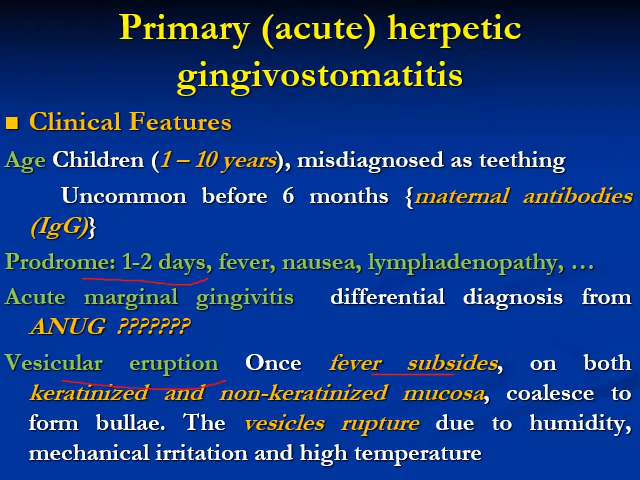 Primary (acute) herpetic
gingivostomatitis
■ Clinical Features
Age Children (1 – 10 years), misdiagnosed as teething
Uncommon before 6 months {maternal antibodies
(IgG)}
Prodrome: 1-2 days, fever, nausea, lymphadenopathy, …
Acute marginal gingivitis differential diagnosis from
ANUG ???????
Vesicular eruption Once fever subsides, on both
keratinized and non-keratinized mucosa, coalesce to
form bullae. The vesicles rupture due to humidity,
mechanical irritation and high temperature